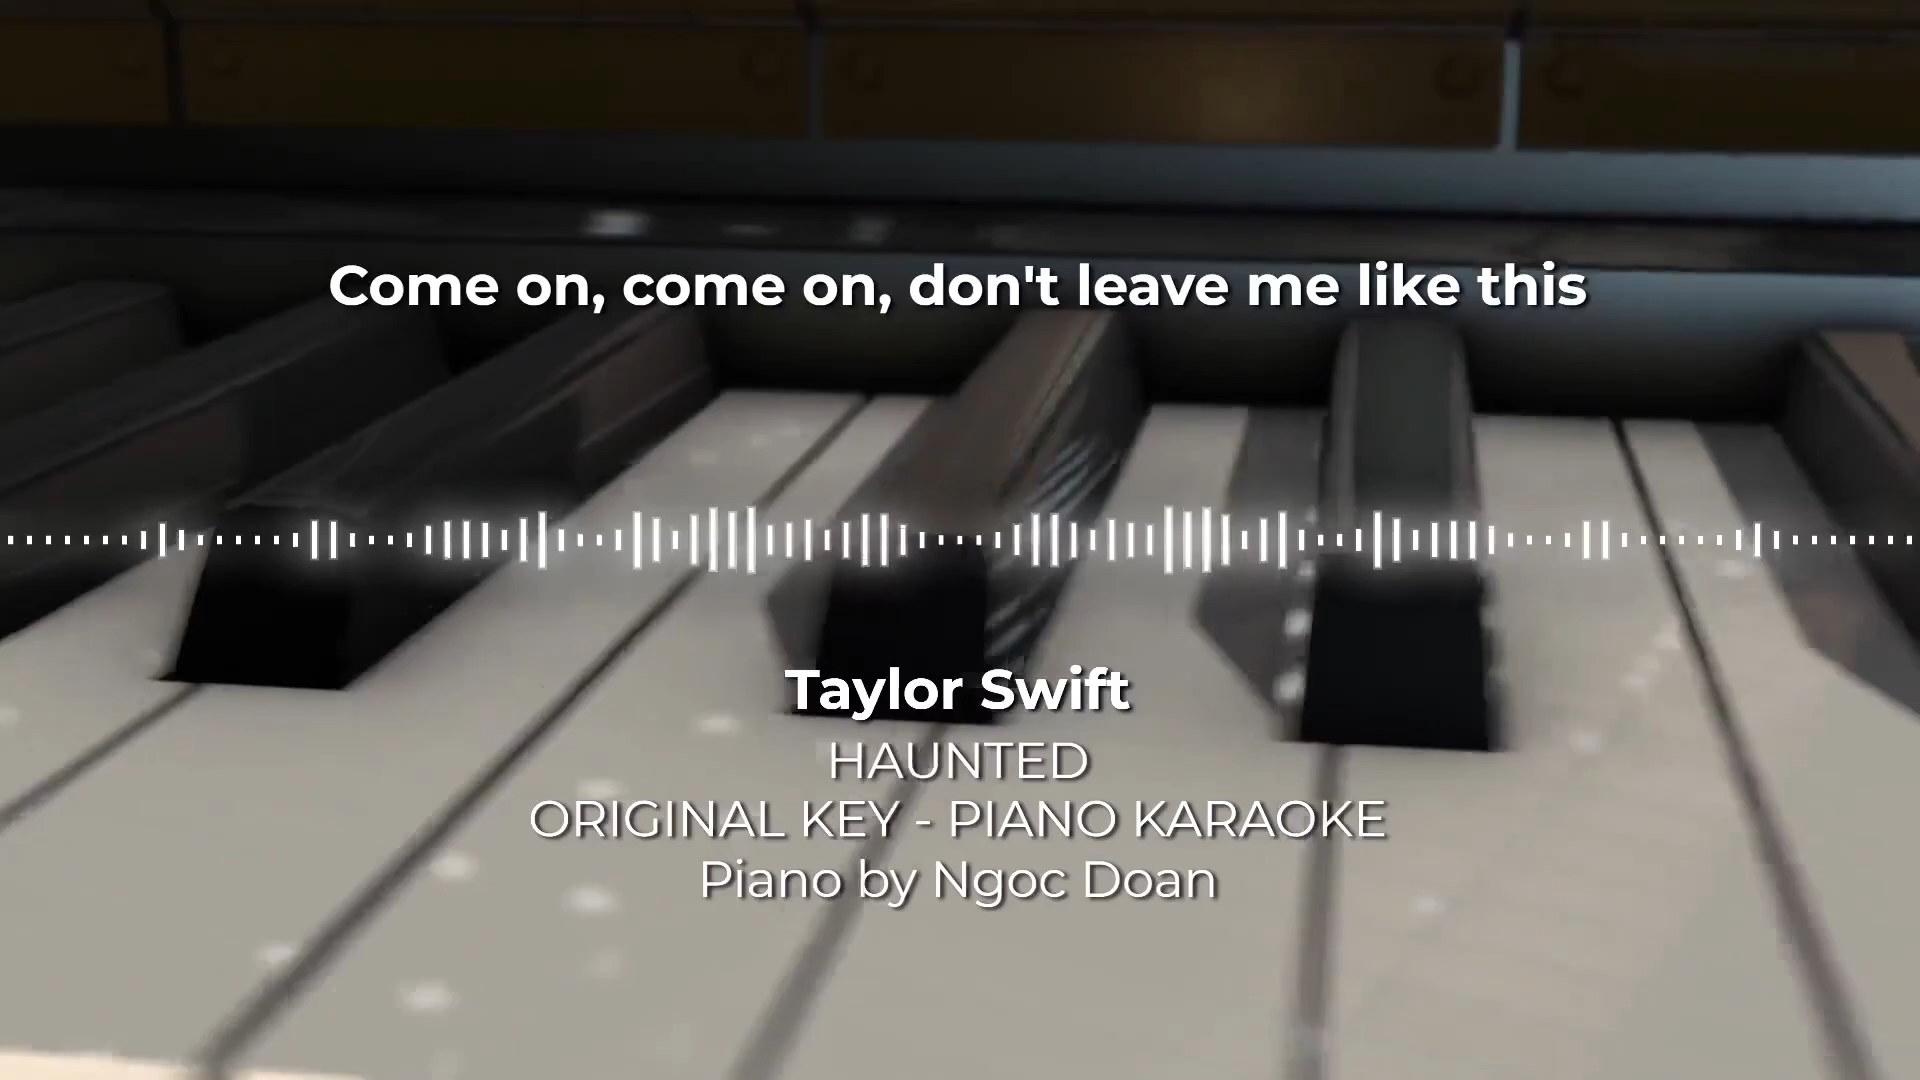 Come on, come on, don't leave me like this
Taylor Swift
HAUNTED
ORIGINAL KEY - PIANO KARAOKE
Piano by Ngoc Doan